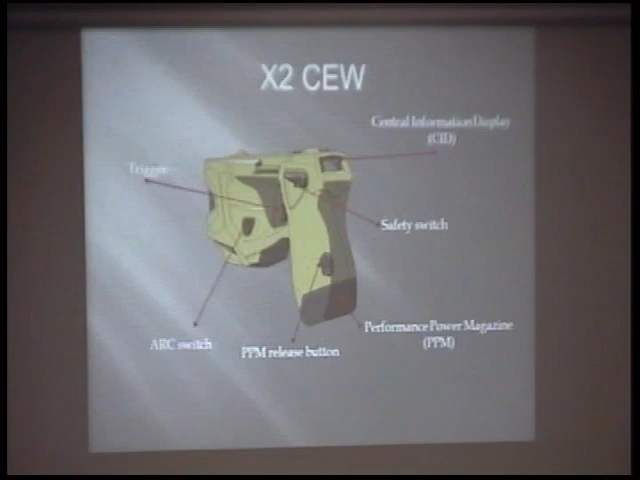 X2 CEW
Central Information Display
(CID)
Trigger
Safety switch
ARC switch
PPM release button
Performance Power Magazine
(PPM)